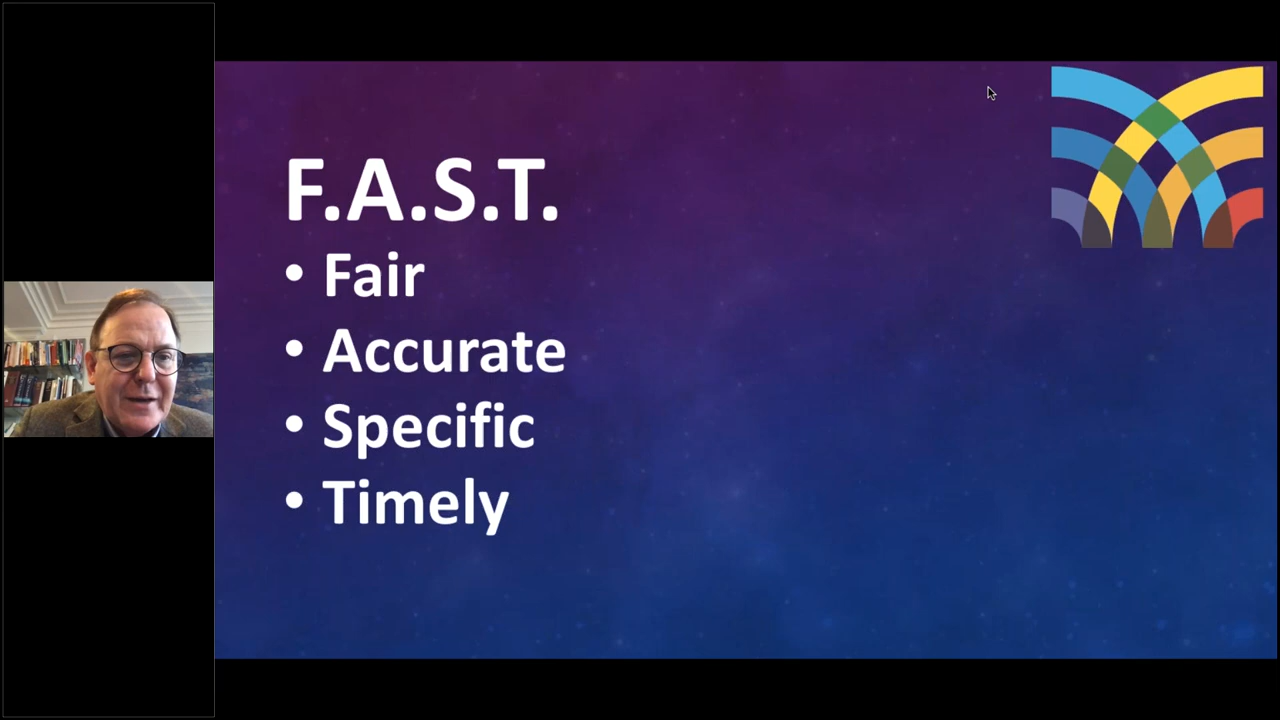 F.A.S.T.
• Fair
• Accurate
• Specific
• Timely